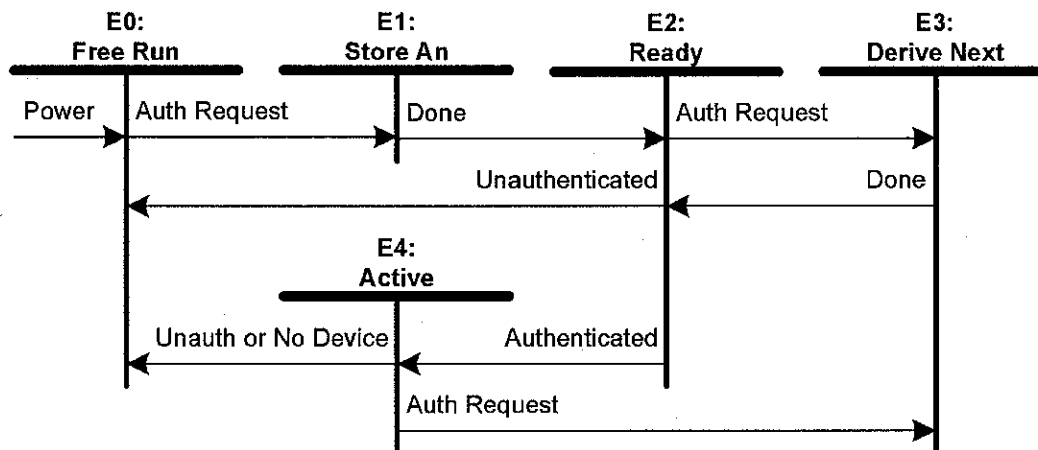 E0:
Free Run
E1:
Store An
E2:
Ready
E3:
Derive Next
Power
Auth Request
Done
Auth Request
Unauthenticated
Done
E4:
Active
Unauth or No Device
Authenticated
Auth Request